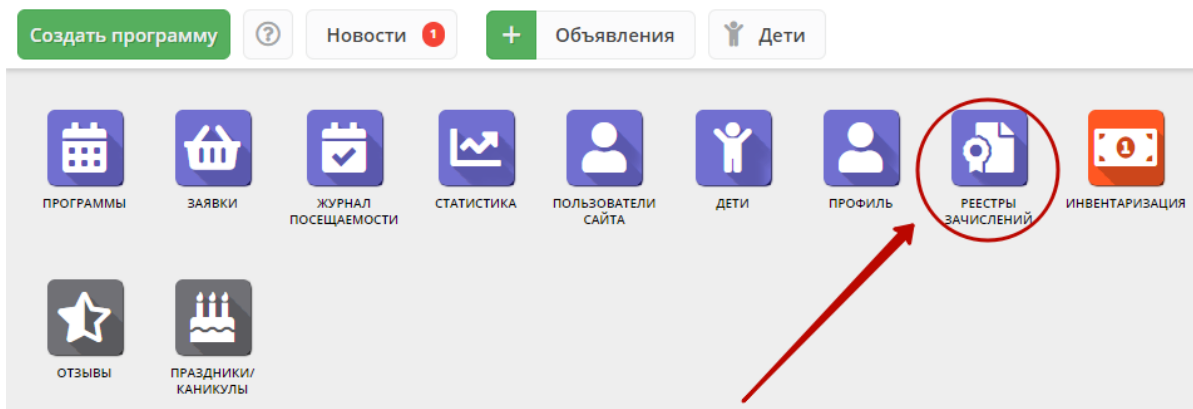 Создать программу
?
Новости 1
+ Объявления
Дети
ПРОГРАММЫ
ЗАЯВКИ
ЖУРНАЛ
ПОСЕЩАЕМОСТИ
СТАТИСТИКА
ПОЛЬЗОВАТЕЛИ
САЙТА
ДЕТИ
ПРОФИЛЬ
РЕЕСТРЫ
ЗАЧИСЛЕНИЙ
1
ИНВЕНТАРИЗАЦИЯ
ОТЗЫВЫ
ПРАЗДНИКИ/
КАНИКУЛЫ